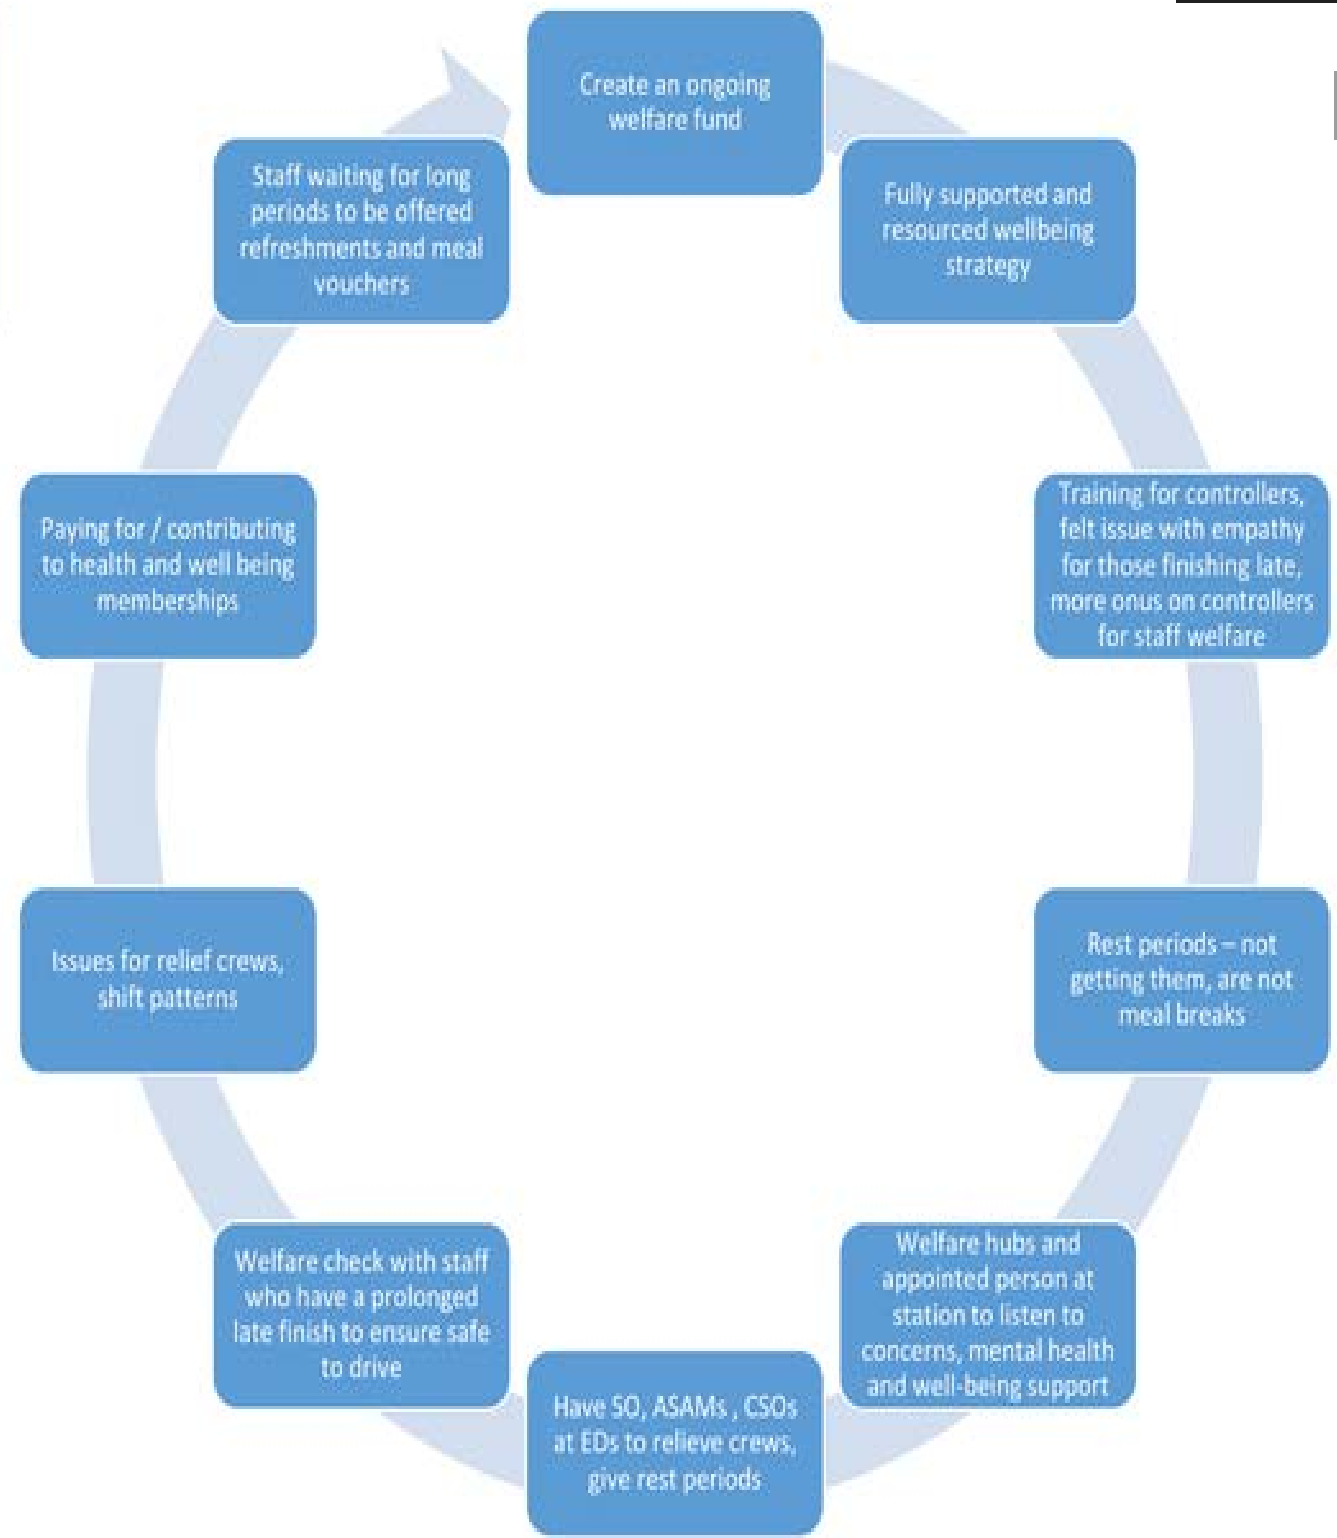 Create an ongoing
welfare fund
Fully supported and
resourced wellbeing
strategy
Training for controllers,
felt issue with empathy
for those finishing late,
more onus on controllers
for staff welfare
Rest periods – not
getting them, are not
meal breaks
Welfare hubs and
appointed person at
station to listen to
concerns, mental health
and well-being support
Have SO, ASAMs , CSOs
at EDs to relieve crews,
give rest periods
Welfare check with staff
who have a prolonged
late finish to ensure safe
to drive
Issues for relief crews,
shift patterns
Paying for / contributing
to health and well being
memberships
Staff waiting for long
periods to be offered
refreshments and meal
vouchers